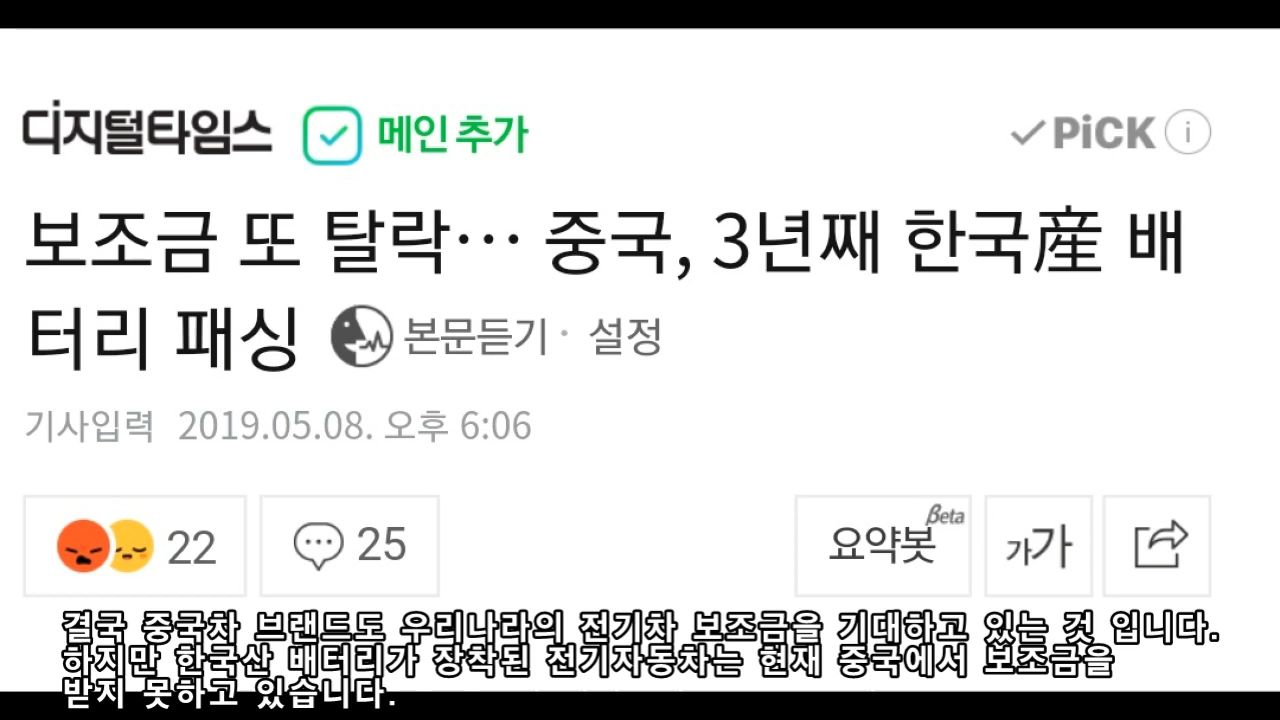 디지털타임스 메인 추가 PiCK i
보조금 또 탈락… 중국, 3년째 한국産 배
터리 패싱 본문듣기 · 설정
기사입력 2019.05.08. 오후 6:06
22 25 요약봇 Beta 가가
결국 중국차 브랜드도 우리나라의 전기차 보조금을 기대하고 있는 것 입니다.
하지만 한국산 배터리가 장착된 전기자동차는 현재 중국에서 보조금을
받지 못하고 있습니다.